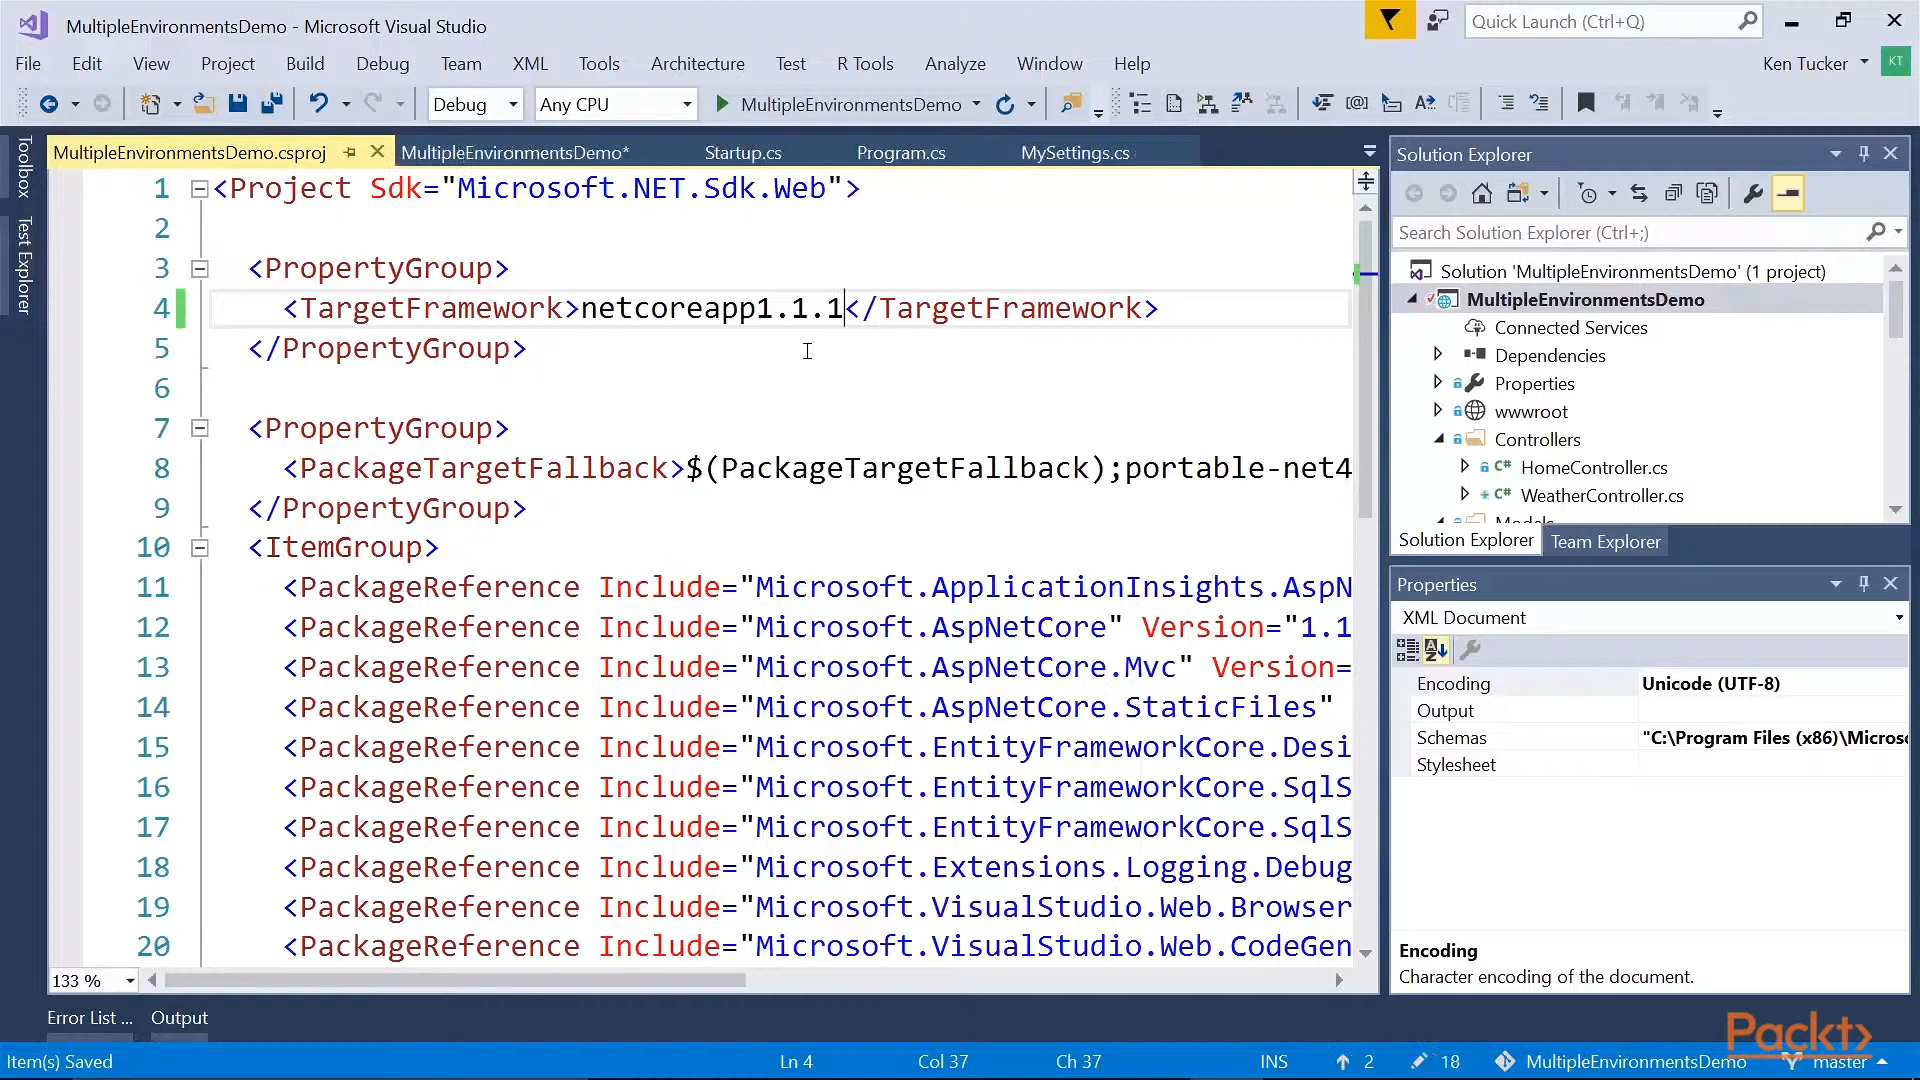 MultipleEnvironmentsDemo - Microsoft Visual Studio
Quick Launch (Ctrl+Q)
File Edit View Project Build Debug Team XML Tools Architecture Test R Tools Analyze Window Help
Ken Tucker KT
Debug Any CPU MultipleEnvironmentsDemo
Toolbox
Test Explorer
MultipleEnvironmentsDemo.csproj MultipleEnvironmentsDemo* Startup.cs Program.cs MySettings.cs
1 <Project Sdk="Microsoft.NET.Sdk.Web">
2
3 <PropertyGroup>
4 <TargetFramework>netcoreapp1.1.1</TargetFramework>
5 </PropertyGroup>
6
7 <PropertyGroup>
8 <PackageTargetFallback>$(PackageTargetFallback);portable-net4
9 </PropertyGroup>
10 <ItemGroup>
11 <PackageReference Include="Microsoft.ApplicationInsights.AspN
12 <PackageReference Include="Microsoft.AspNetCore" Version="1.1
13 <PackageReference Include="Microsoft.AspNetCore.Mvc" Version=
14 <PackageReference Include="Microsoft.AspNetCore.StaticFiles"
15 <PackageReference Include="Microsoft.EntityFrameworkCore.Desi
16 <PackageReference Include="Microsoft.EntityFrameworkCore.SqlS
17 <PackageReference Include="Microsoft.EntityFrameworkCore.SqlS
18 <PackageReference Include="Microsoft.Extensions.Logging.Debug
19 <PackageReference Include="Microsoft.VisualStudio.Web.Browser
20 <PackageReference Include="Microsoft.VisualStudio.Web.CodeGen
133 %
Solution Explorer
Search Solution Explorer (Ctrl+;)
Solution 'MultipleEnvironmentsDemo' (1 project)
MultipleEnvironmentsDemo
Connected Services
Dependencies
Properties
wwwroot
Controllers
C# HomeController.cs
C# WeatherController.cs
Models
Solution Explorer Team Explorer
Properties
XML Document
Encoding Unicode (UTF-8)
Output
Schemas "C:\Program Files (x86)\Micros
Stylesheet
Encoding
Character encoding of the document.
Error List ... Output
Packt>
Item(s) Saved Ln 4 Col 37 Ch 37 INS 2 18 MultipleEnvironmentsDemo master